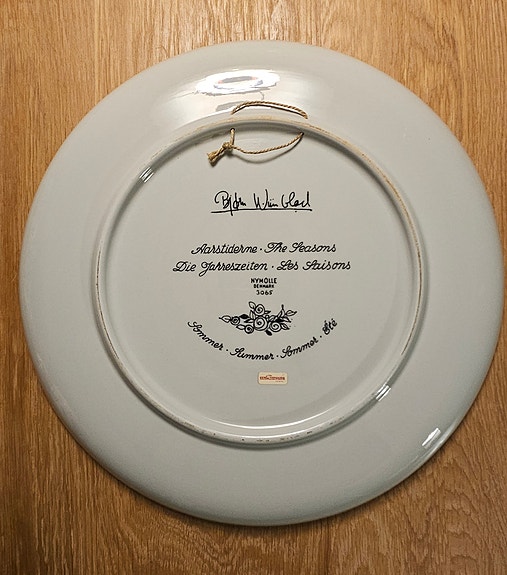 Bjørn Wiinblad
Aarstiderne · The Seasons
Die Jahreszeiten · Les Saisons
NYMØLLE
DENMARK
3065
Sommer · Summer · Sommer · Été